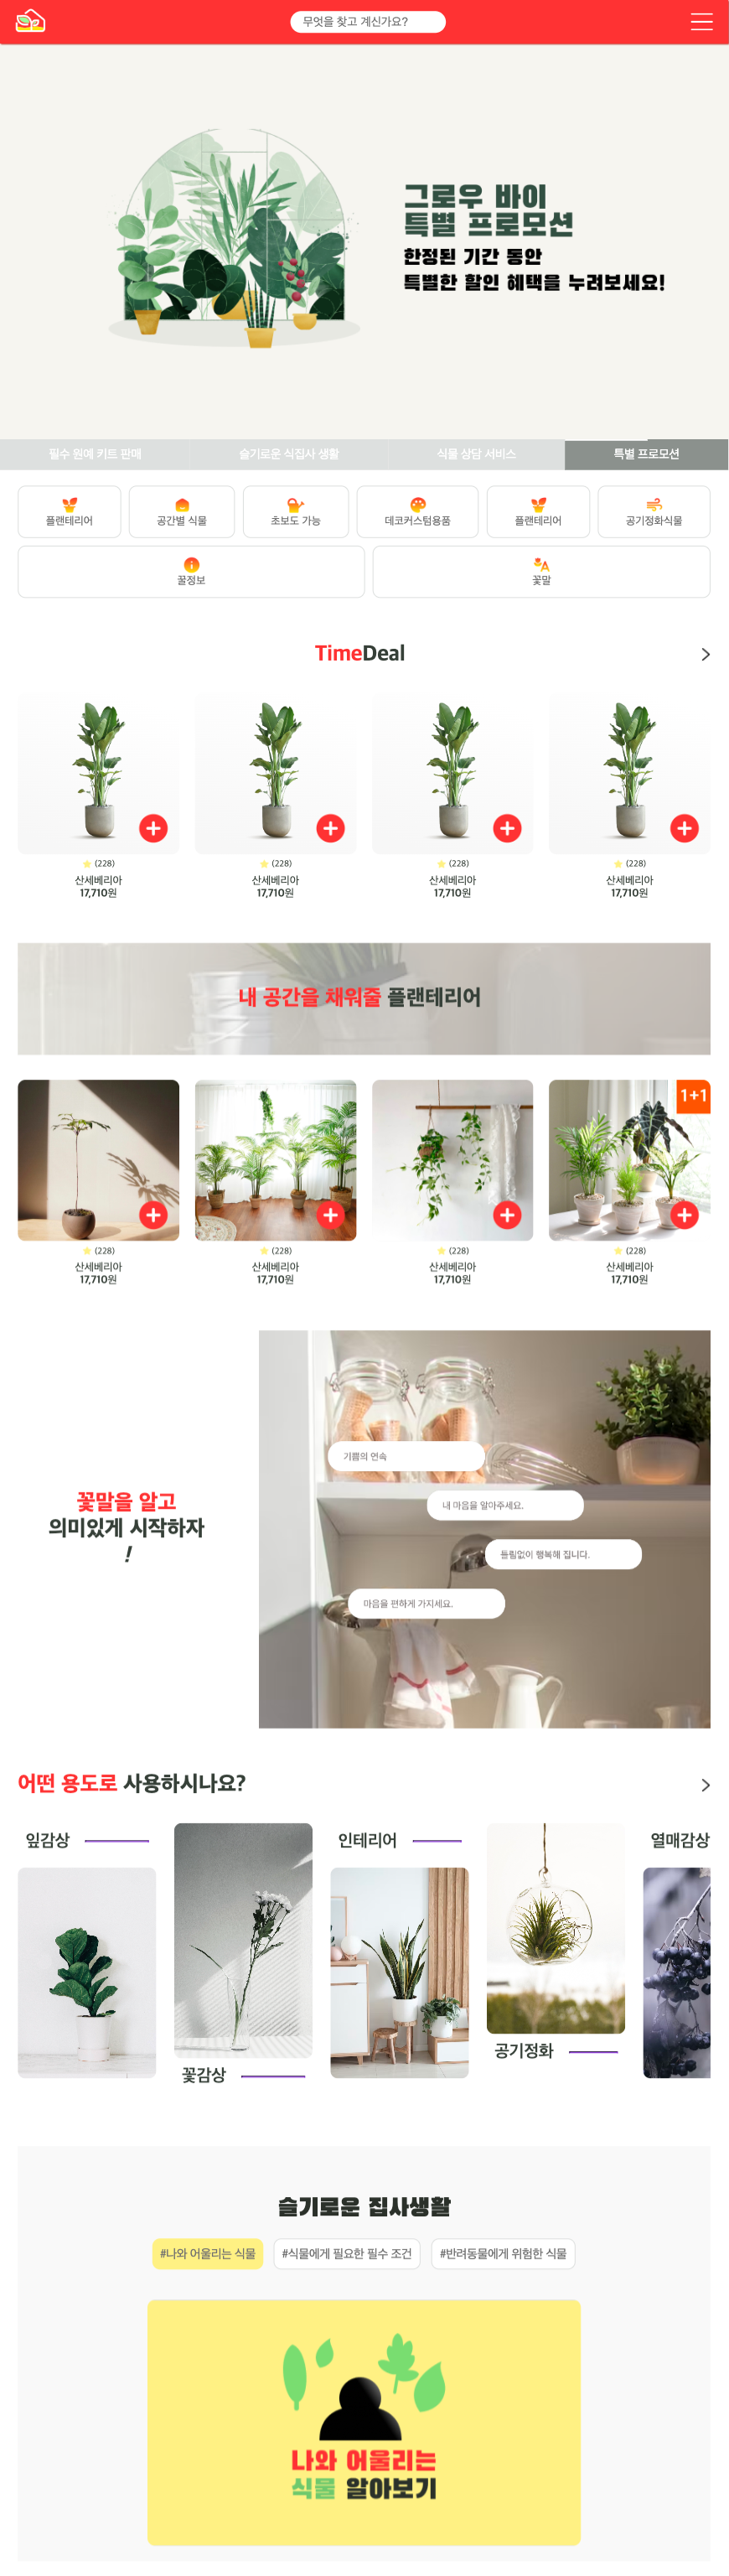 무엇을 찾고 계신가요?
그로우 바이
특별 프로모션
한정된 기간 동안
특별한 할인 혜택을 누려보세요!
필수 원예 키트 판매
슬기로운 식집사 생활
식물 상담 서비스
특별 프로모션
플랜테리어
공간별 식물
초보도 가능
데코커스텀용품
플랜테리어
공기정화식물
꿀정보
꽃말
TimeDeal
(228)
산세베리아
17,710원
(228)
산세베리아
17,710원
(228)
산세베리아
17,710원
(228)
산세베리아
17,710원
내 공간을 채워줄 플랜테리어
1+1
(228)
산세베리아
17,710원
(228)
산세베리아
17,710원
(228)
산세베리아
17,710원
(228)
산세베리아
17,710원
꽃말을 알고
의미있게 시작하자
!
기쁨의 연속
내 마음을 알아주세요.
틀림없이 행복해 집니다.
마음을 편하게 가지세요.
어떤 용도로 사용하시나요?
잎감상
꽃감상
인테리어
공기정화
열매감상
슬기로운 집사생활
#나와 어울리는 식물
#식물에게 필요한 필수 조건
#반려동물에게 위험한 식물
나와 어울리는
식물 알아보기